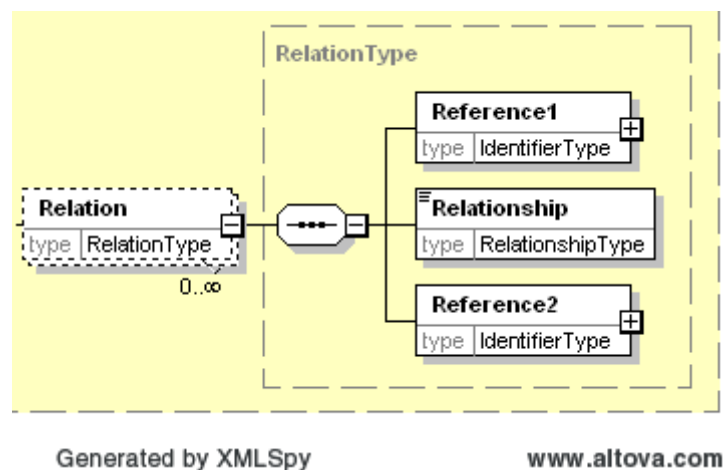 RelationType
Reference1
type IdentifierType
Relation
type RelationType
0..∞
Relationship
type RelationshipType
Reference2
type IdentifierType
Generated by XMLSpy www.altova.com